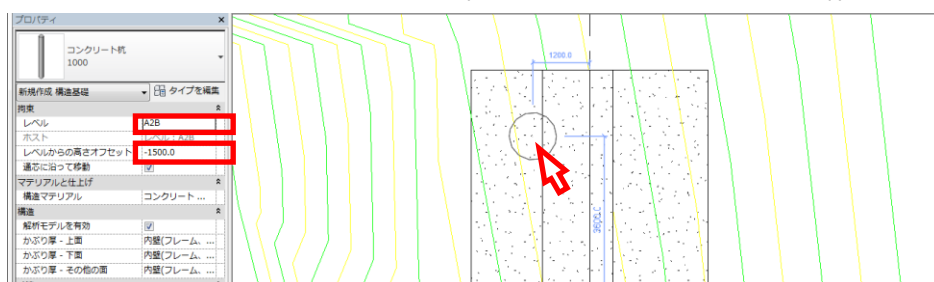 プロパティ ×
コンクリート杭
1000
新規作成 構造基礎 タイプを編集
拘束
レベル A2B
ホスト レベル : A2B
レベルからの高さオフセット -1500.0
通芯に沿って移動
マテリアルと仕上げ
構造マテリアル コンクリート ...
構造
解析モデルを有効
かぶり厚 - 上面 内壁(フレーム、...
かぶり厚 - 下面 内壁(フレーム、...
かぶり厚 - その他の面 内壁(フレーム、...
1200.0